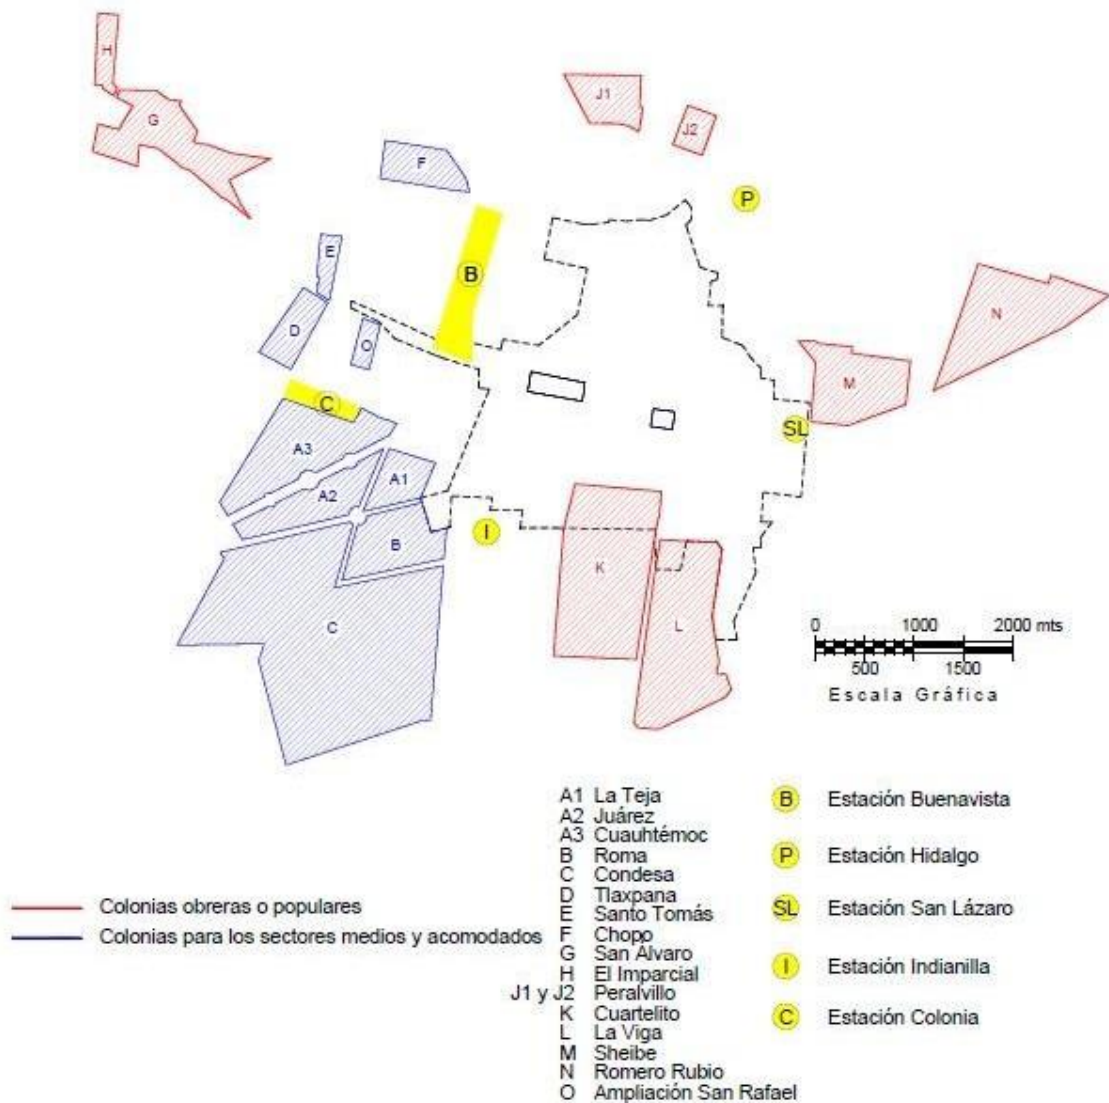 H
G
J1
J2
F
P
E
B
N
D
O
M
C
SL
A3
A1
A2
I
B
K
C
L
0 1000 2000 mts
500 1500
Escala Gráfica
A1 La Teja
A2 Juárez
A3 Cuauhtémoc
B Roma
C Condesa
D Tlaxpana
E Santo Tomás
F Chopo
G San Álvaro
H El Imparcial
J1 y J2 Peralvillo
K Cuartelito
L La Viga
M Sheibe
N Romero Rubio
O Ampliación San Rafael
B Estación Buenavista
P Estación Hidalgo
SL Estación San Lázaro
I Estación Indianilla
C Estación Colonia
Colonias obreras o populares
Colonias para los sectores medios y acomodados